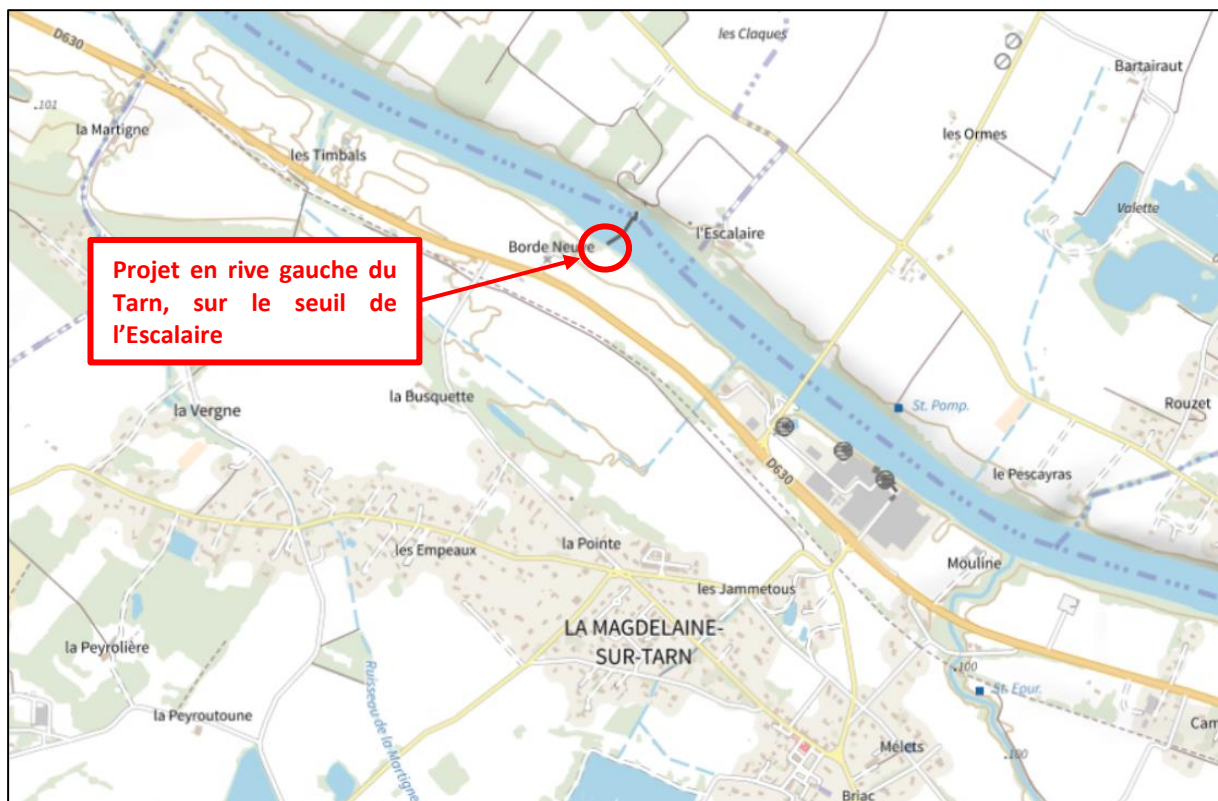 D630
les Claques
Bartairaut
101
la Martigne
les Ormes
les Timbals
Valette
l'Escalaire
Borde Neuve
Projet en rive gauche du
Tarn, sur le seuil de
l'Escalaire
la Busquette
St. Pomp.
Rouzet
la Vergne
D630
le Pescayras
la Pointe
les Empeaux
Mouline
les Jammetous
LA MAGDELAINE-
SUR-TARN
la Peyrolière
100
St. Epur.
Ruisseau de la Martigne
la Peyroutoune
Cam
Mélets
100
Briac